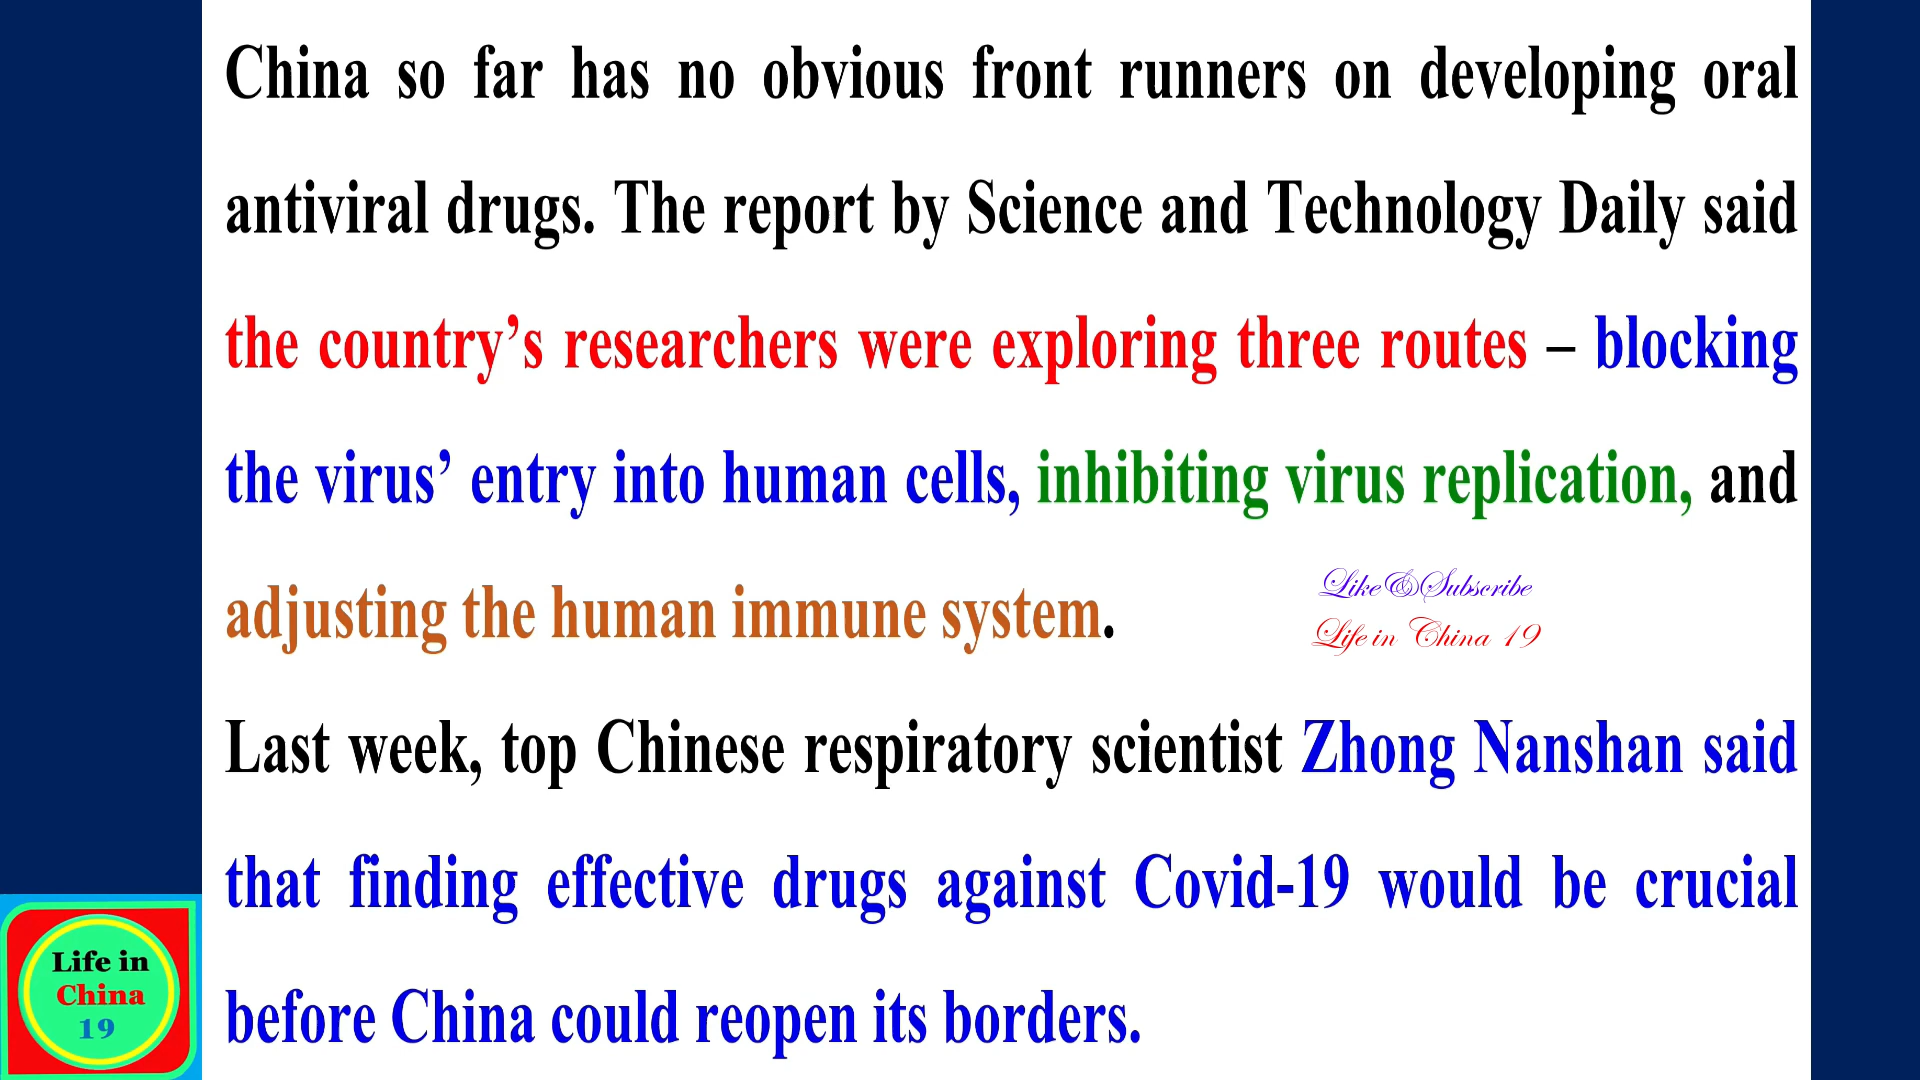 China so far has no obvious front runners on developing oral
antiviral drugs. The report by Science and Technology Daily said
the country’s researchers were exploring three routes – blocking
the virus’ entry into human cells, inhibiting virus replication, and
adjusting the human immune system.
Like&Subscribe
Life in China 19
Last week, top Chinese respiratory scientist Zhong Nanshan said
that finding effective drugs against Covid-19 would be crucial
before China could reopen its borders.
Life in
China
19